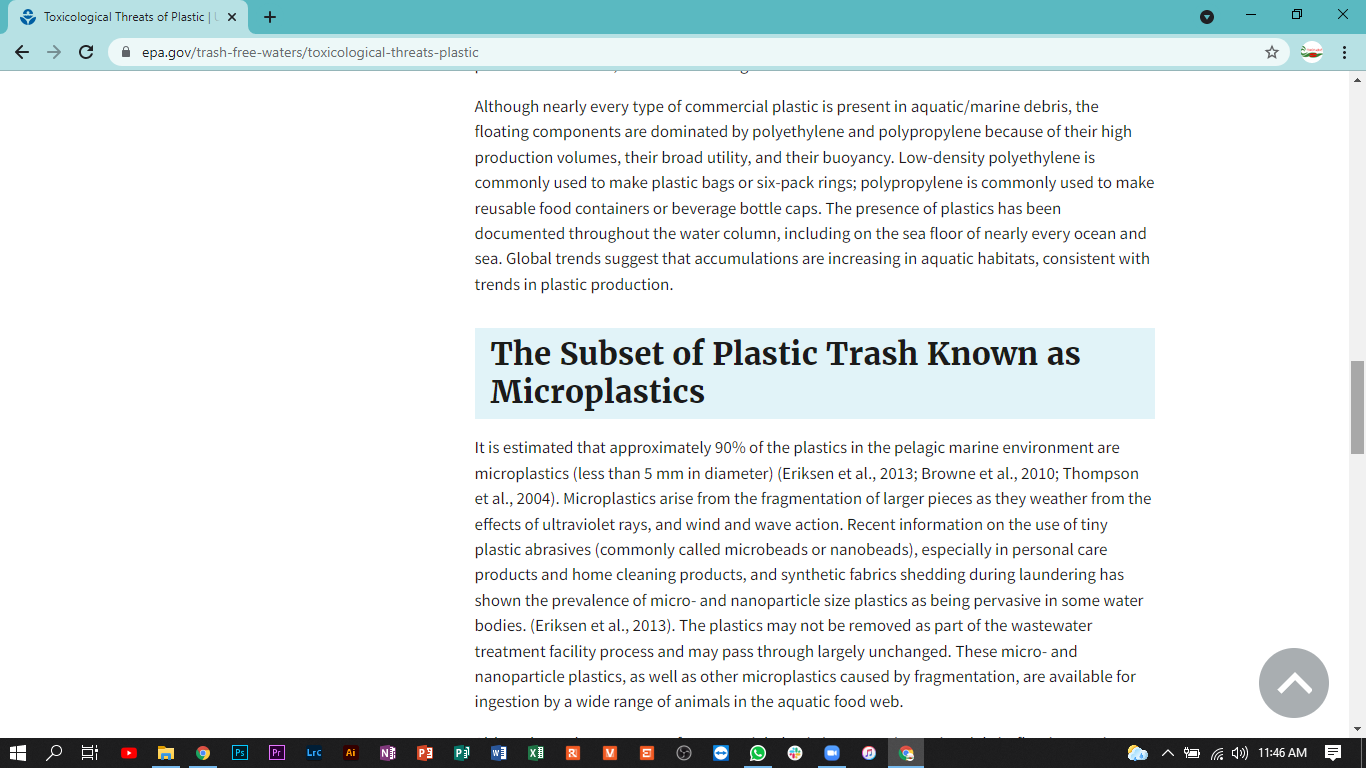 Toxicological Threats of Plastic |
epa.gov/trash-free-waters/toxicological-threats-plastic
Although nearly every type of commercial plastic is present in aquatic/marine debris, the
floating components are dominated by polyethylene and polypropylene because of their high
production volumes, their broad utility, and their buoyancy. Low-density polyethylene is
commonly used to make plastic bags or six-pack rings; polypropylene is commonly used to make
reusable food containers or beverage bottle caps. The presence of plastics has been
documented throughout the water column, including on the sea floor of nearly every ocean and
sea. Global trends suggest that accumulations are increasing in aquatic habitats, consistent with
trends in plastic production.
The Subset of Plastic Trash Known as
Microplastics
It is estimated that approximately 90% of the plastics in the pelagic marine environment are
microplastics (less than 5 mm in diameter) (Eriksen et al., 2013; Browne et al., 2010; Thompson
et al., 2004). Microplastics arise from the fragmentation of larger pieces as they weather from the
effects of ultraviolet rays, and wind and wave action. Recent information on the use of tiny
plastic abrasives (commonly called microbeads or nanobeads), especially in personal care
products and home cleaning products, and synthetic fabrics shedding during laundering has
shown the prevalence of micro- and nanoparticle size plastics as being pervasive in some water
bodies. (Eriksen et al., 2013). The plastics may not be removed as part of the wastewater
treatment facility process and may pass through largely unchanged. These micro- and
nanoparticle plastics, as well as other microplastics caused by fragmentation, are available for
ingestion by a wide range of animals in the aquatic food web.
Ps Pr Lrc Ai N P P W X R V E 11:46 AM